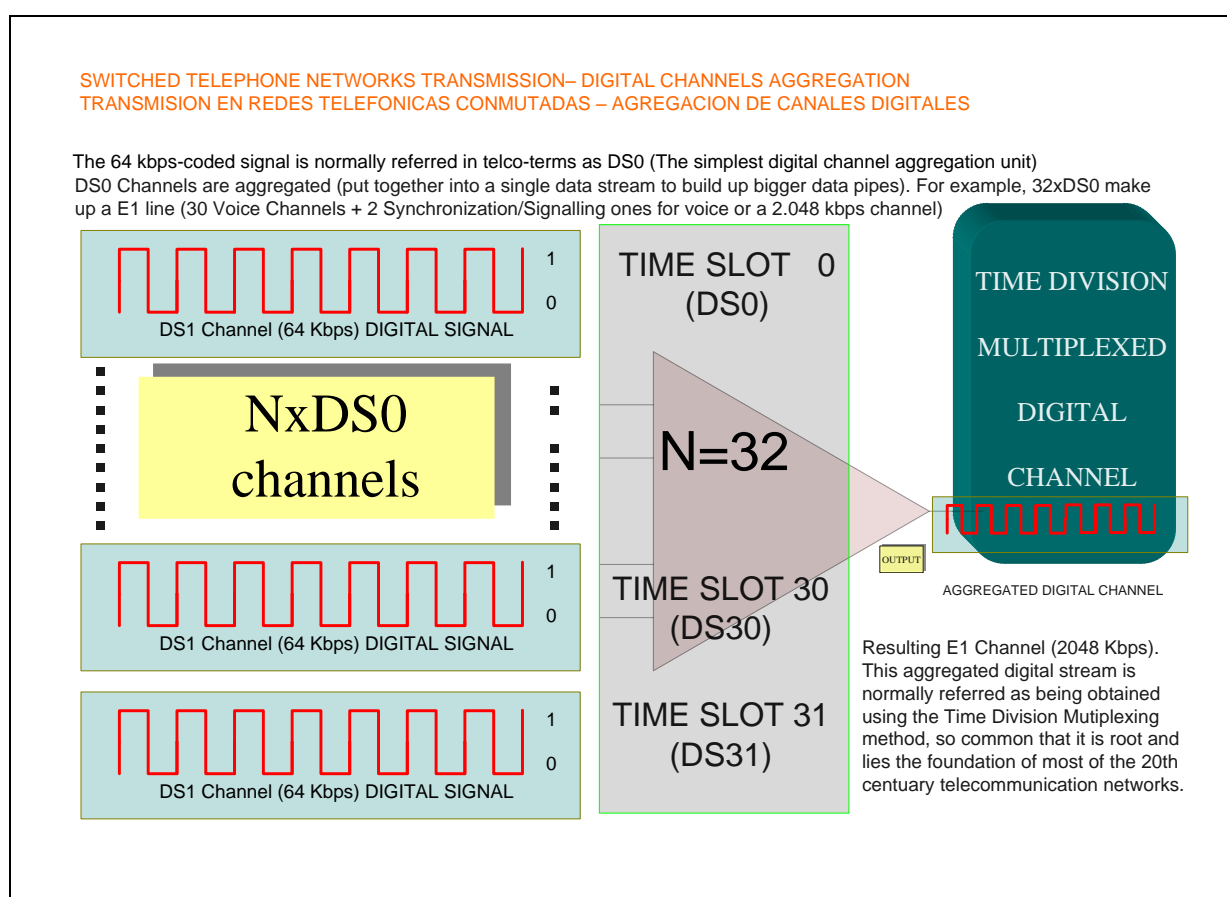 SWITCHED TELEPHONE NETWORKS TRANSMISSION– DIGITAL CHANNELS AGGREGATION
TRANSMISION EN REDES TELEFONICAS CONMUTADAS – AGREGACION DE CANALES DIGITALES
The 64 kbps-coded signal is normally referred in telco-terms as DS0 (The simplest digital channel aggregation unit)
DS0 Channels are aggregated (put together into a single data stream to build up bigger data pipes). For example, 32xDS0 make
up a E1 line (30 Voice Channels + 2 Synchronization/Signalling ones for voice or a 2.048 kbps channel)
1
0
DS1 Channel (64 Kbps) DIGITAL SIGNAL
NxDS0
channels
1
0
DS1 Channel (64 Kbps) DIGITAL SIGNAL
1
0
DS1 Channel (64 Kbps) DIGITAL SIGNAL
TIME SLOT 0
(DS0)
N=32
TIME SLOT 30
(DS30)
TIME SLOT 31
(DS31)
TIME DIVISION
MULTIPLEXED
DIGITAL
CHANNEL
OUTPUT
AGGREGATED DIGITAL CHANNEL
Resulting E1 Channel (2048 Kbps).
This aggregated digital stream is
normally referred as being obtained
using the Time Division Mutiplexing
method, so common that it is root and
lies the foundation of most of the 20th
centuary telecommunication networks.